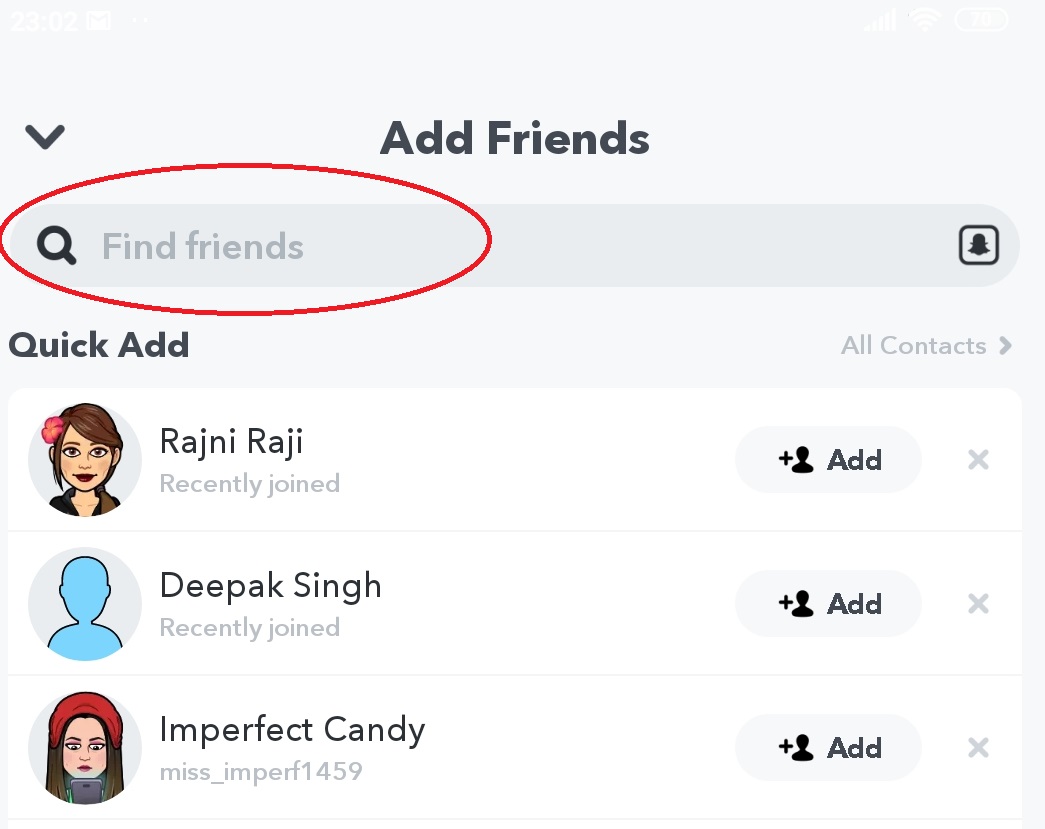 23:02
70
Add Friends
Find friends
Quick Add
All Contacts
Rajni Raji
Recently joined
Add
Deepak Singh
Recently joined
Add
Imperfect Candy
miss_imperf1459
Add